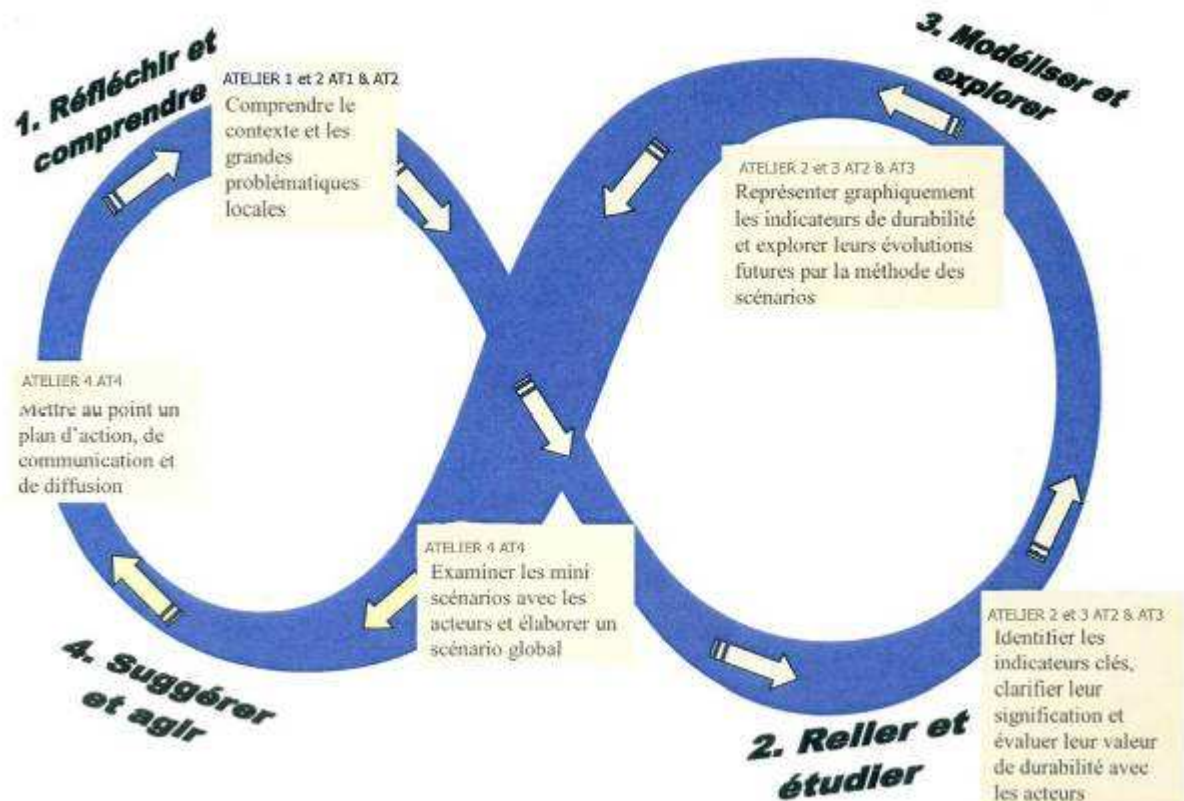 1. Réfléchir et
comprendre
ATELIER 1 et 2 AT1 & AT2
Comprendre le
contexte et les
grandes
problématiques
locales
3. Modéliser et
explorer
ATELIER 2 et 3 AT2 & AT3
Représenter graphiquement
les indicateurs de durabilité
et explorer leurs évolutions
futures par la méthode des
scénarios
ATELIER 4 AT4
Mettre au point un
plan d'action, de
communication et
de diffusion
ATELIER 4 AT4
Examiner les mini
scénarios avec les
acteurs et élaborer un
scénario global
4. Suggérer
et agir
2. Relier et
étudier
ATELIER 2 et 3 AT2 & AT3
Identifier les
indicateurs clés,
clarifier leur
signification et
évaluer leur valeur
de durabilité avec
les acteurs